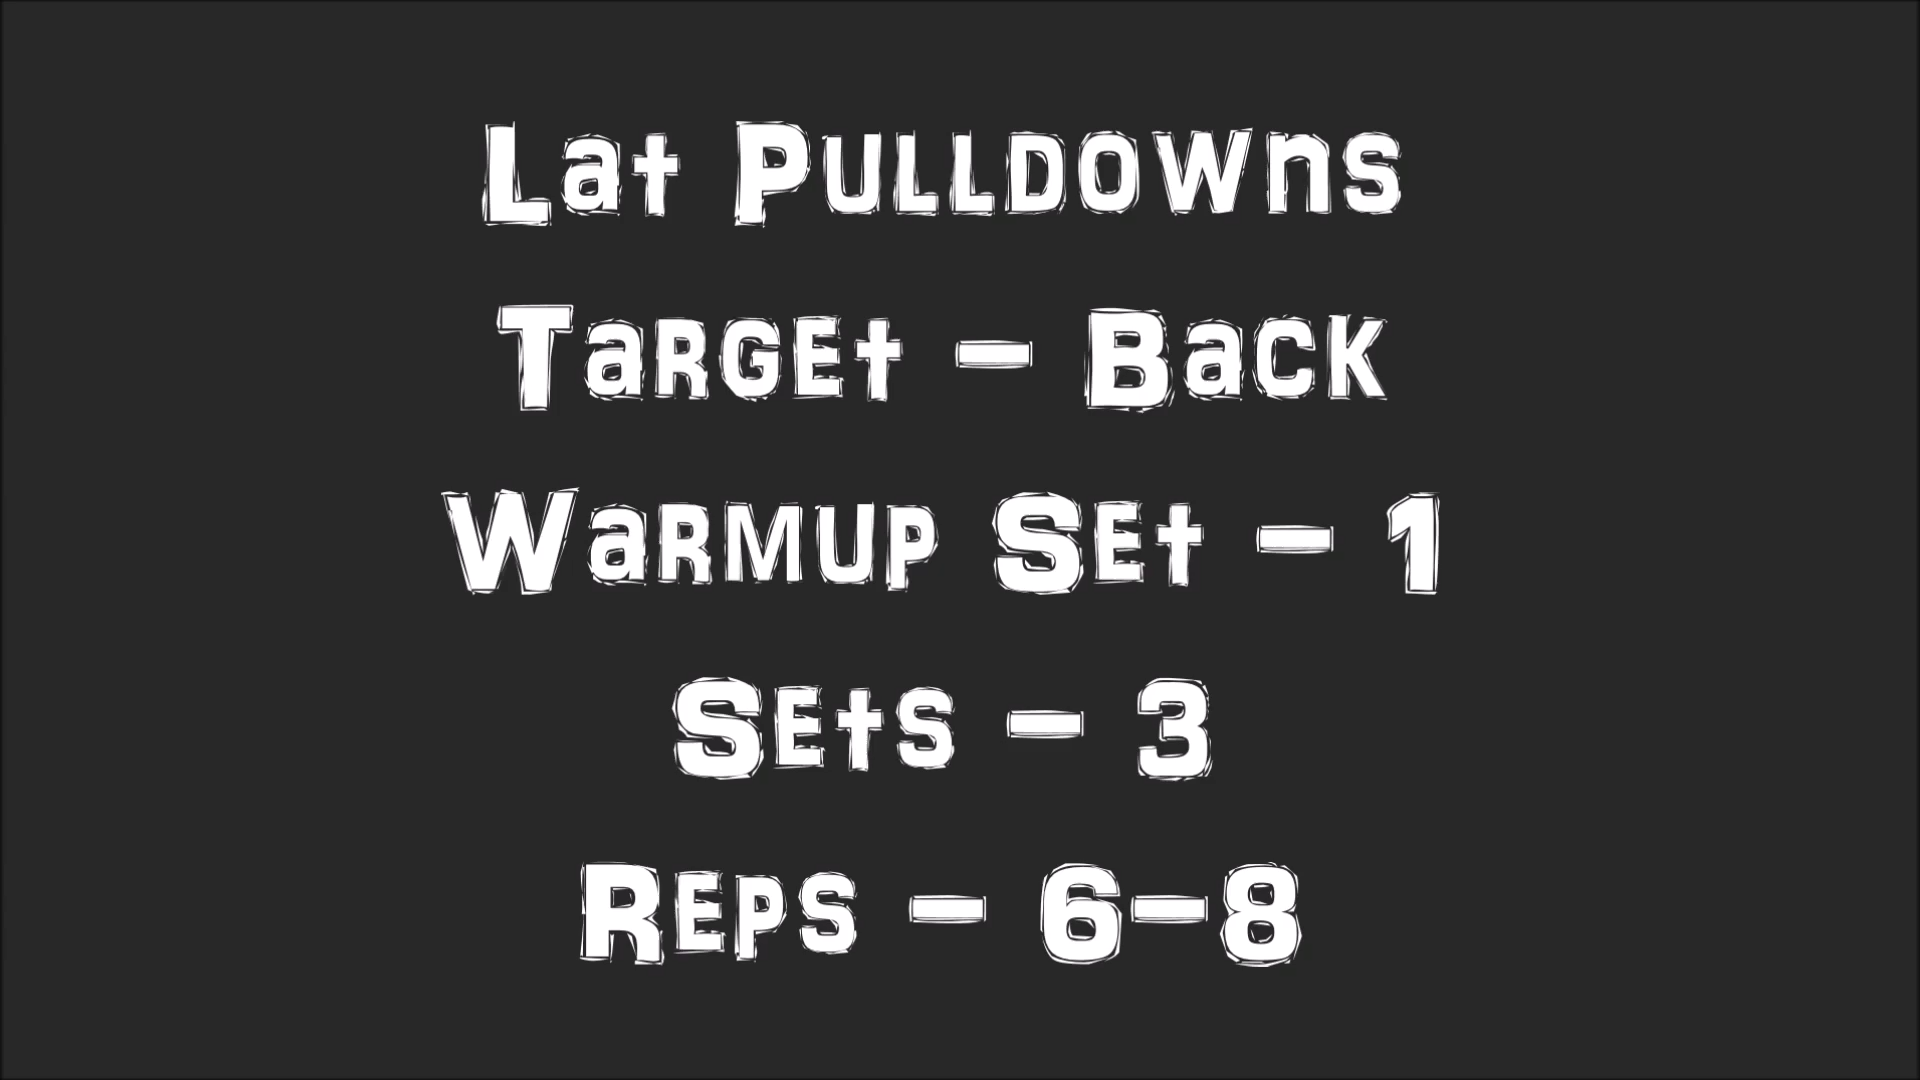 Lat Pulldowns
Target - Back
Warmup Set - 1
Sets - 3
Reps - 6-8